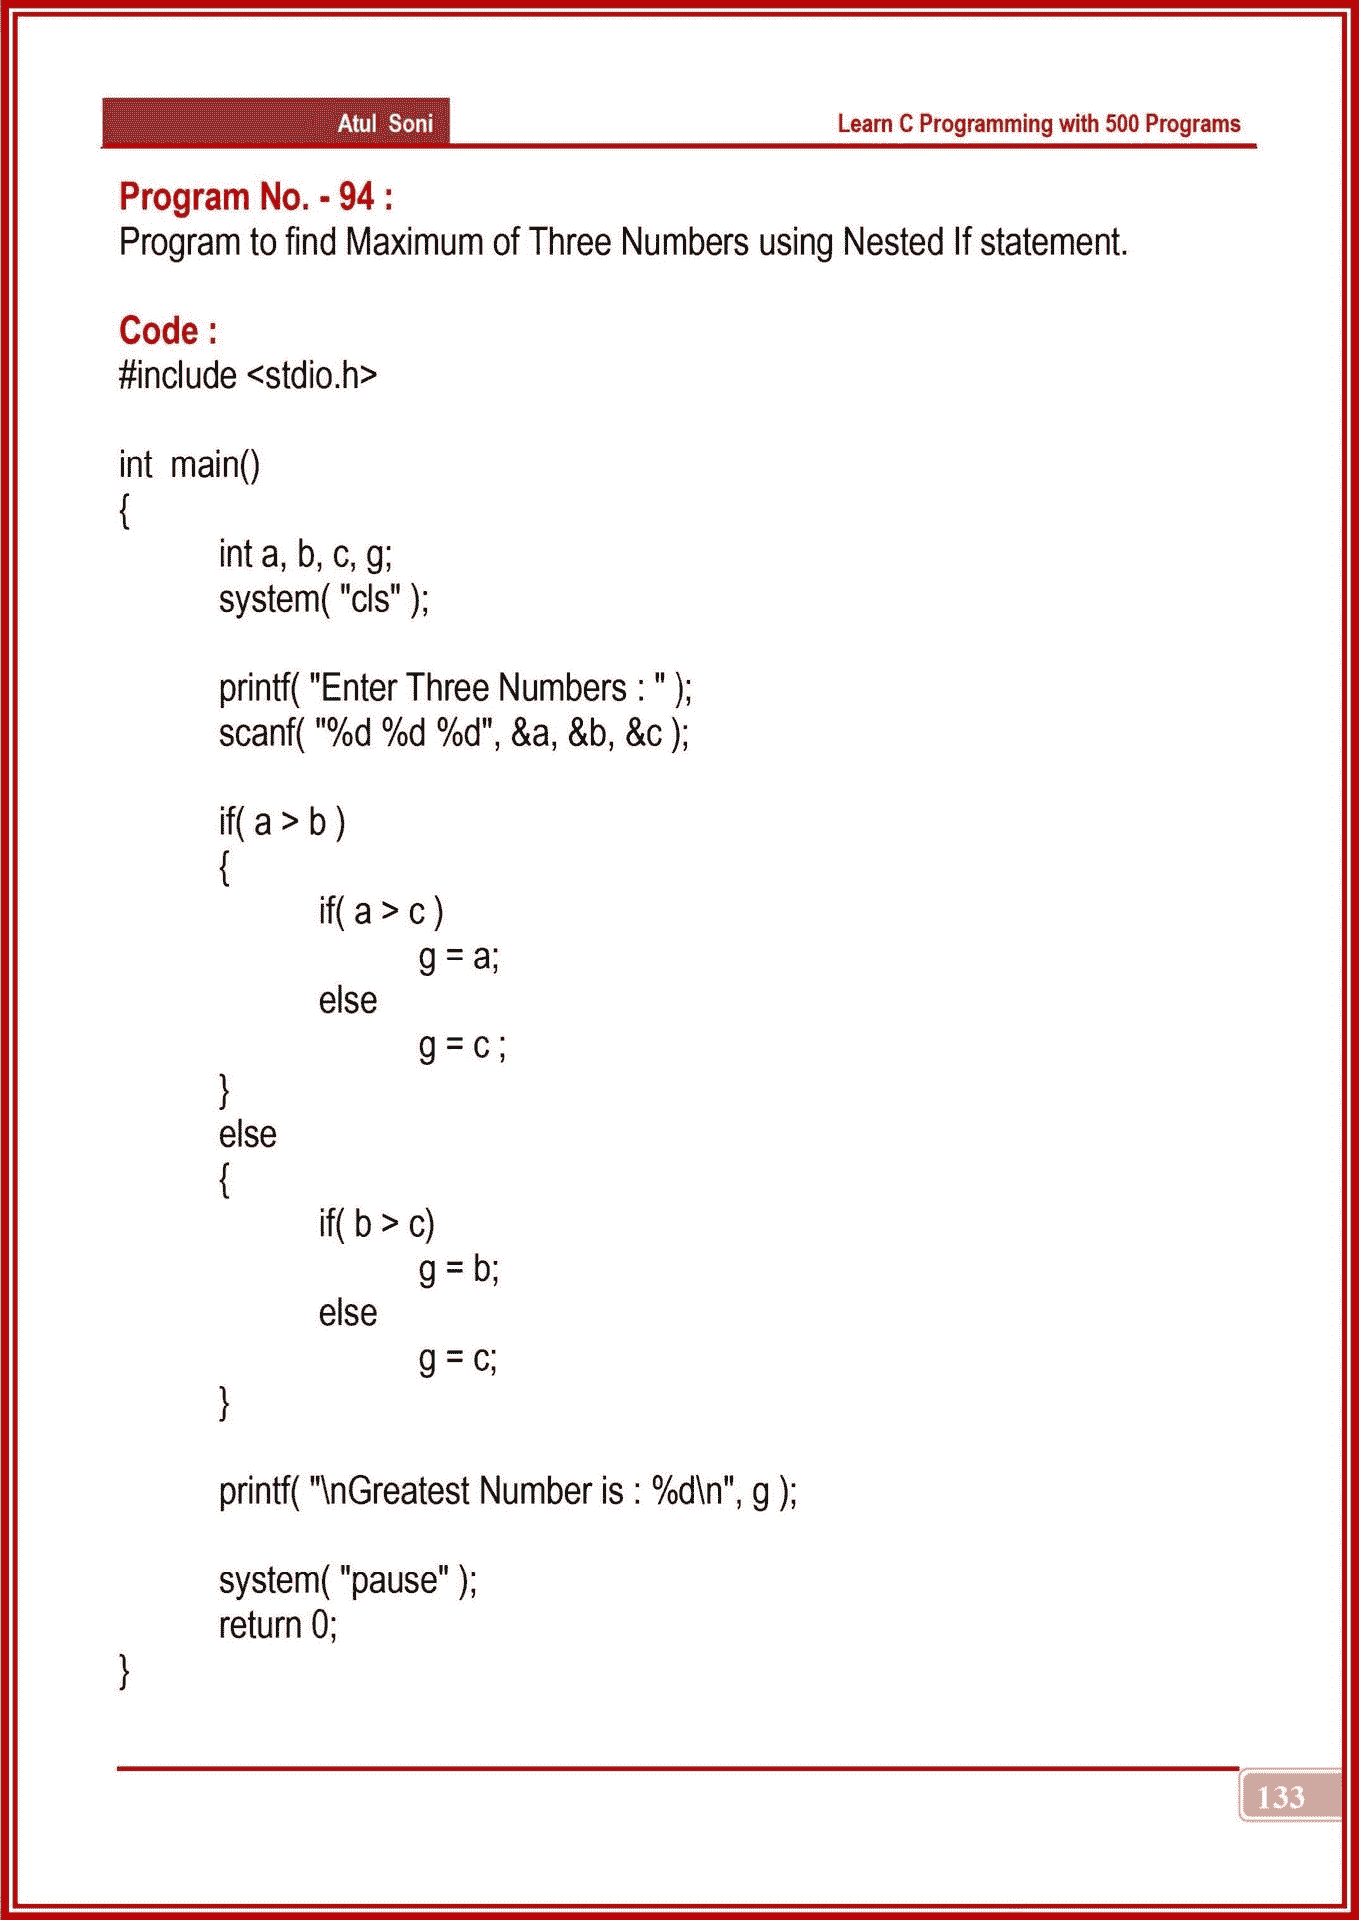 Atul Soni
Learn C Programming with 500 Programs
Program No. - 94 :
Program to find Maximum of Three Numbers using Nested If statement.
Code :
#include <stdio.h>
int main()
{
int a, b, c, g;
system( "cls" );
printf( "Enter Three Numbers : " );
scanf( "%d %d %d", &a, &b, &c );
if( a > b )
{
if( a > c )
g = a;
else
g = c ;
}
else
{
if( b > c)
g = b;
else
g = c;
}
printf( "\nGreatest Number is : %d\n", g );
system( "pause" );
return 0;
}
133